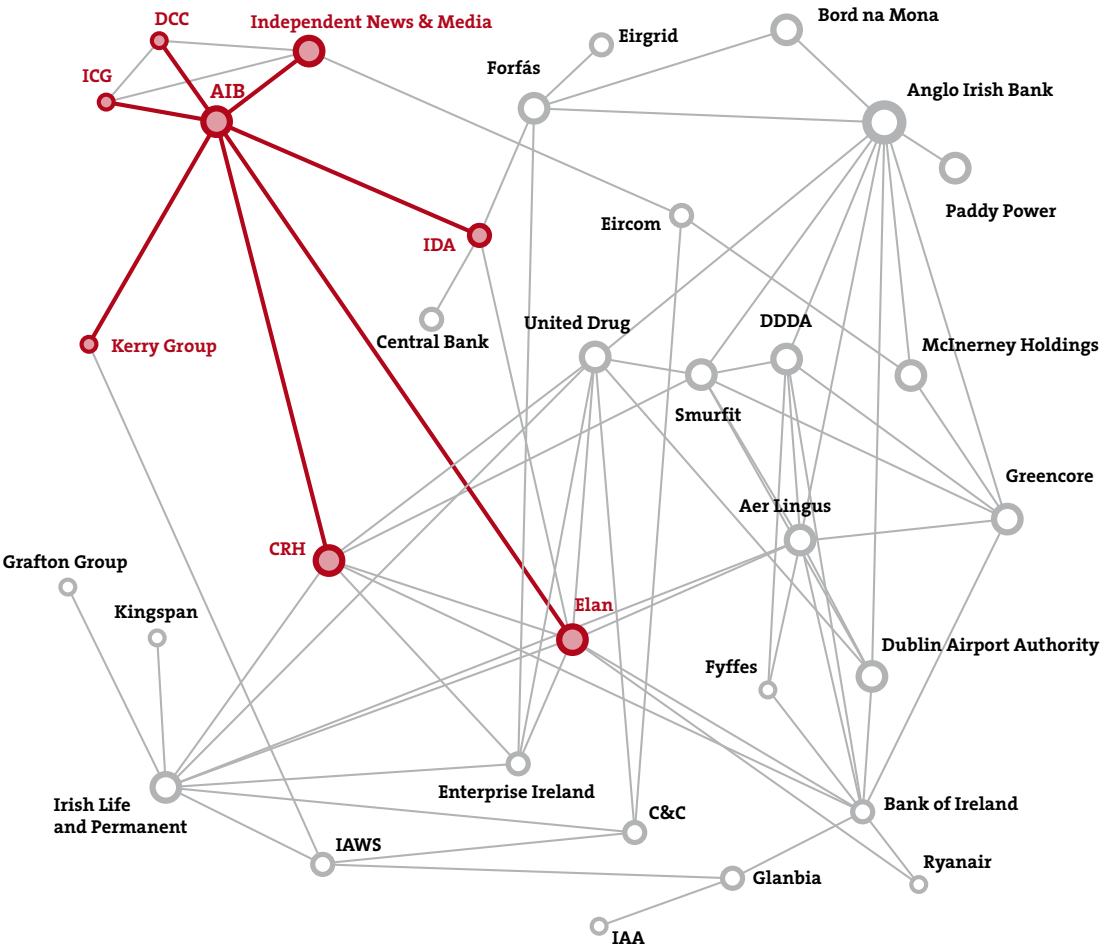 DCC
Independent News & Media
Bord na Mona
Eirgrid
Forfás
ICG
AIB
Anglo Irish Bank
Paddy Power
Eircom
IDA
United Drug
DDDA
Central Bank
Kerry Group
McInerney Holdings
Smurfit
Greencore
Aer Lingus
CRH
Grafton Group
Kingspan
Elan
Dublin Airport Authority
Fyffes
Enterprise Ireland
Irish Life
and Permanent
Bank of Ireland
C&C
IAWS
Ryanair
Glanbia
IAA